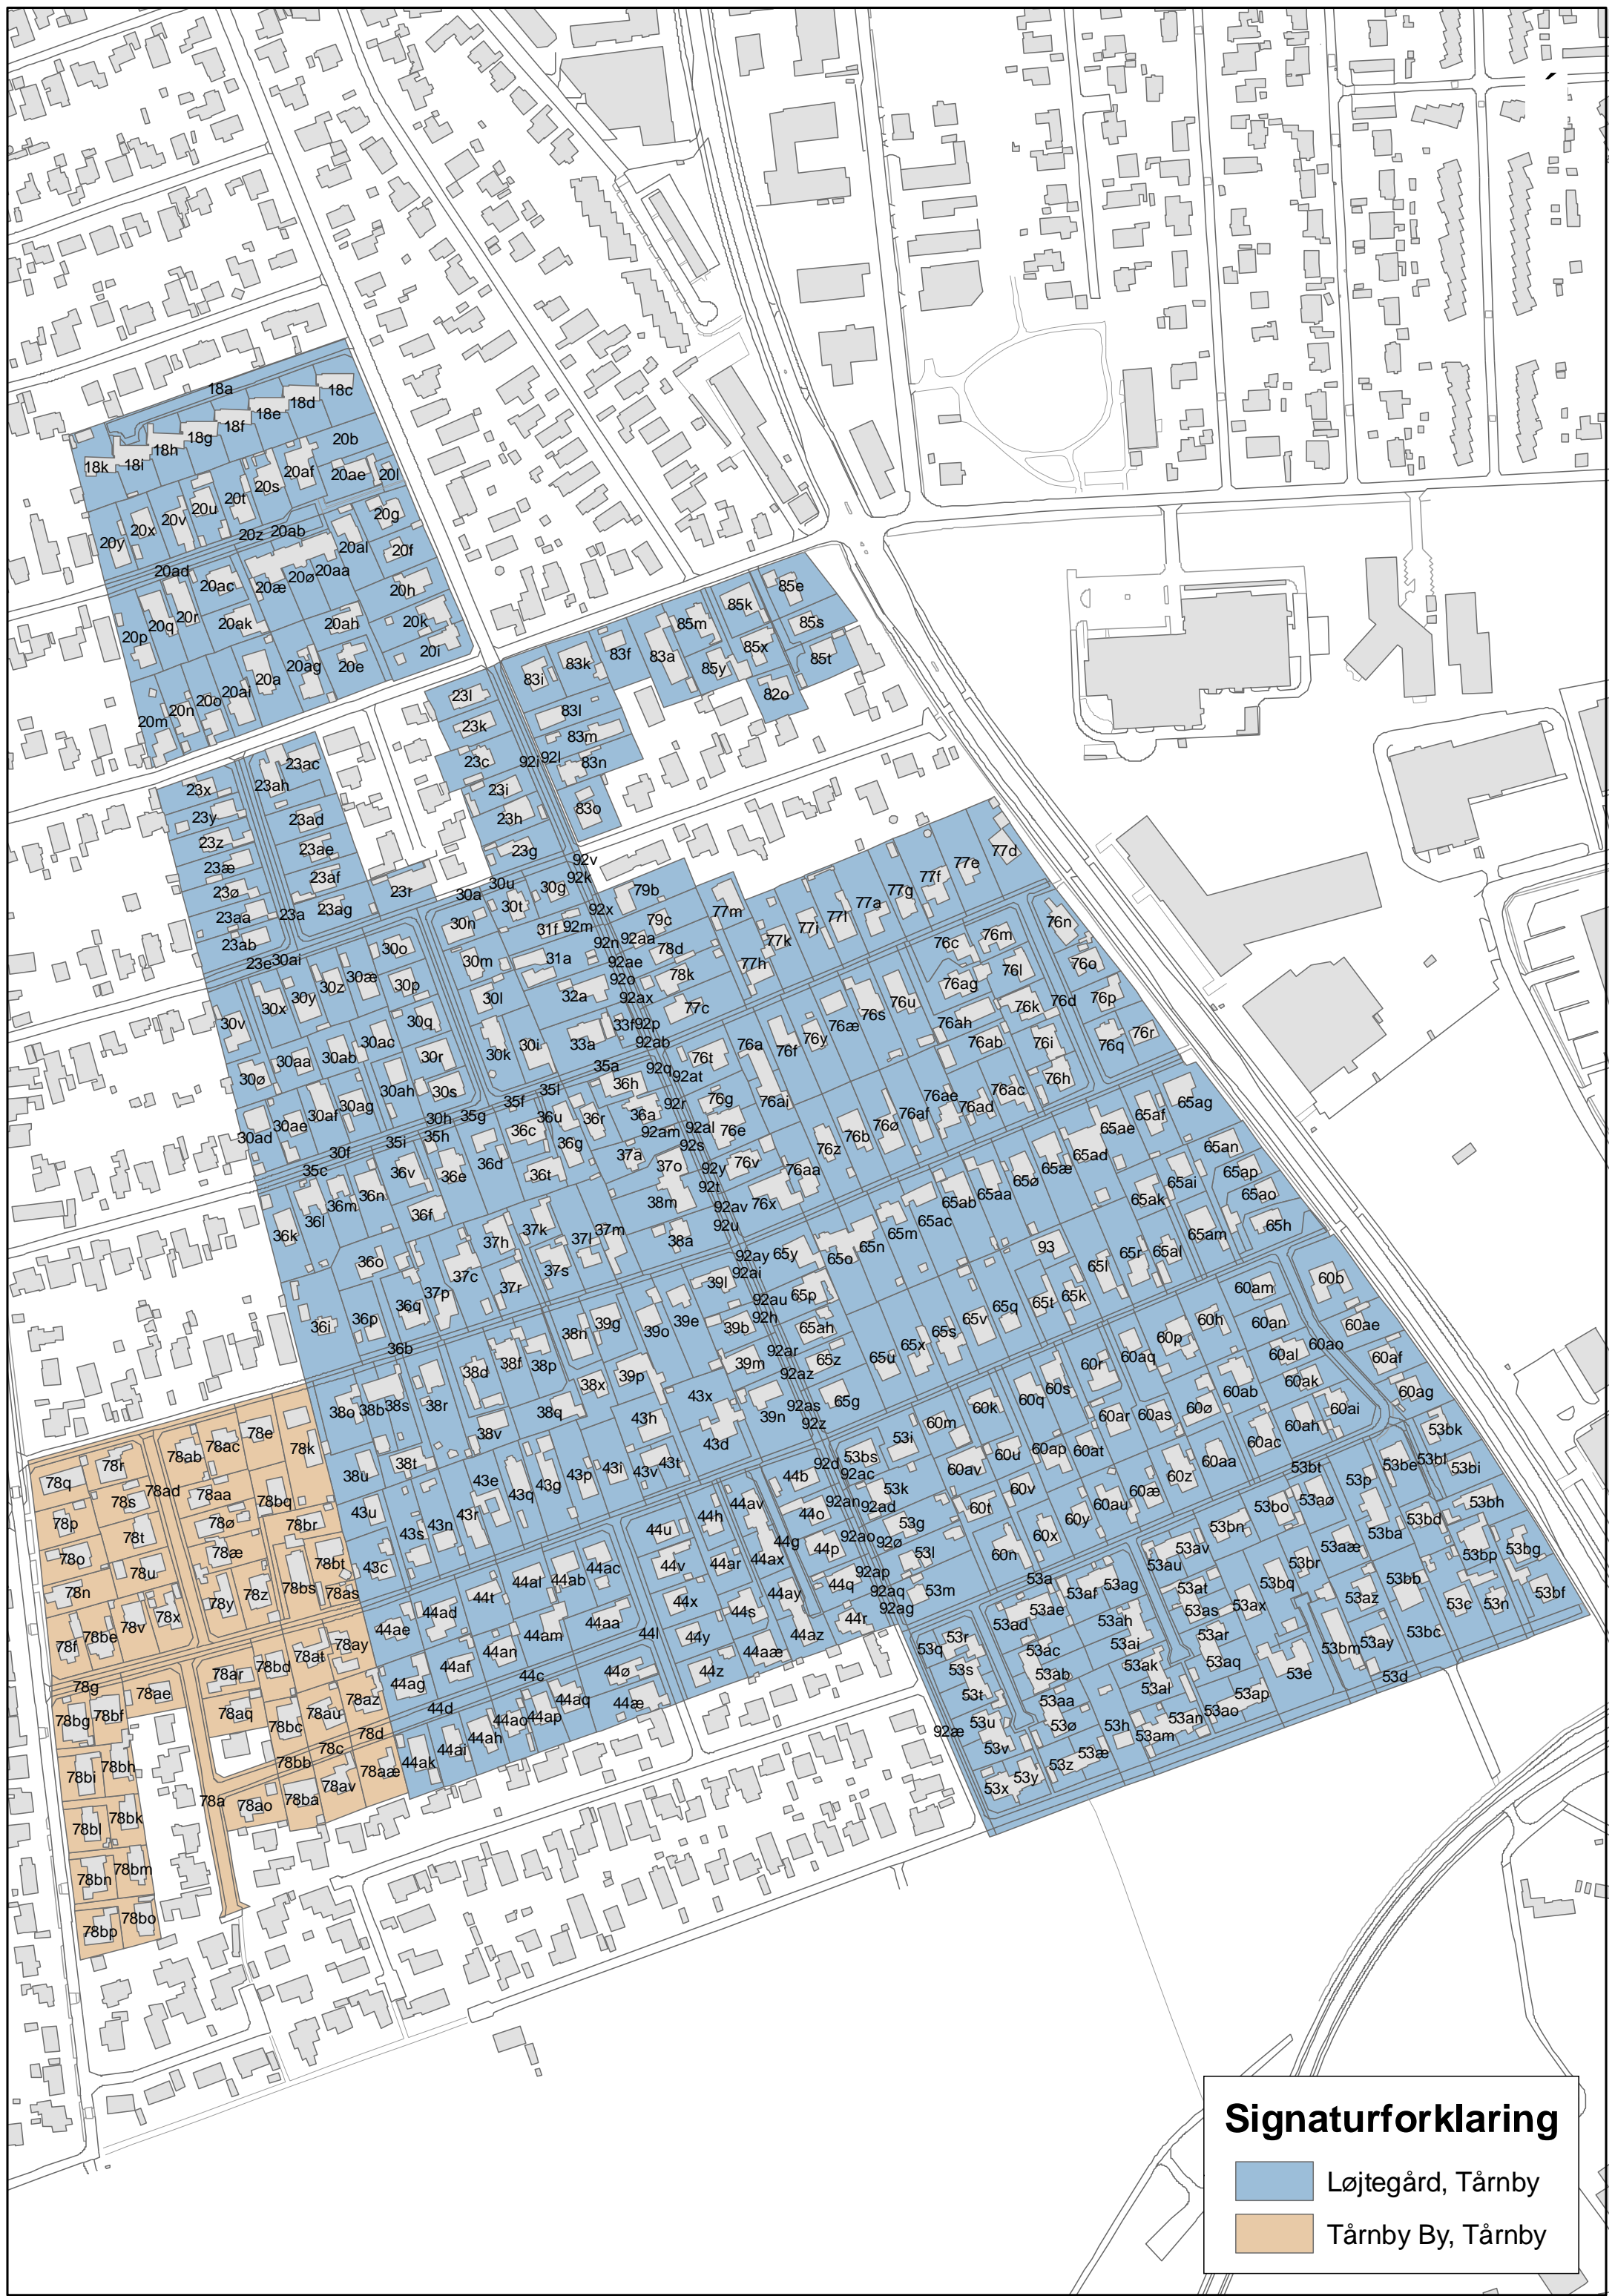 18a
18c
18d
18e
18f
18g
18h
18i
18k
20b
20af
20ae
20l
20s
20t
20u
20v
20x
20y
20g
20z
20ab
20al
20f
20ad
20ac
20æ
20ø
20aa
20h
20p
20q
20r
20ak
20ah
20k
20i
20e
20ag
20a
20ai
20o
20n
20m
85e
85k
85m
85s
85x
85y
85t
82o
83a
83f
83k
83i
83l
83m
83n
83o
92i
92l
23l
23k
23c
23i
23h
23g
23ac
23ah
23x
23y
23z
23æ
23ø
23aa
23ab
23ad
23ae
23af
23ag
23a
23r
23e
92v
92k
30u
30a
30t
30g
30n
31f
92m
92x
79b
79c
92n
92aa
78d
92ae
31a
30m
92o
78k
32a
92ax
77c
30l
33f
92p
33a
92ab
30i
30k
77m
77k
77h
77i
77l
77a
77g
77f
77e
77d
30ai
30o
30æ
30z
30y
30x
30p
30v
30q
30ac
30ab
30aa
30r
30ø
30ah
30s
30ag
30af
30ae
30ad
30h
30f
76n
76m
76c
76o
76l
76ag
76p
76d
76k
76u
76s
76æ
76r
76q
76ah
76ab
76i
76y
76f
76a
76t
76h
76ac
76ad
76ae
76af
76ø
76b
76z
76ai
76g
76e
76v
76aa
76x
35a
35l
35f
35g
35h
35i
35c
36h
36a
36r
36u
36c
36g
36d
36t
36e
36v
36n
36m
36l
36k
36f
36o
36q
36p
36i
36b
92q
92at
92r
92al
92am
92s
92y
92t
92av
92u
92ay
92ai
92au
92h
92ar
92az
92as
92z
37a
37o
38m
38a
37m
37l
37k
37h
37s
37r
37c
37p
65ag
65af
65ae
65ad
65an
65ap
65ao
65h
65ai
65ak
65am
65al
65r
65l
65æ
65ø
65aa
65ab
65ac
65m
65n
65o
65y
93
65k
65t
65q
65v
65s
65x
65u
65p
65ah
65z
65g
39l
39e
39o
39g
39b
39m
39p
39n
38n
38p
38f
38d
38x
38q
38v
38r
38s
38b
38o
38t
38u
43x
43d
43h
43t
43v
43i
43p
43g
43q
43e
43r
43n
43s
43u
43c
60b
60am
60ae
60an
60h
60p
60ao
60af
60al
60ak
60ag
60aq
60r
60ab
60ai
60ah
60s
60q
60k
60m
60ø
60as
60ar
60ac
60aa
60at
60ap
60u
60av
60z
60æ
60au
60v
60t
60y
60x
60n
53bk
53bl
53bi
53be
53bt
53p
53bh
53aø
53bo
53bd
53ba
53bn
53bg
53bp
53aæ
53av
53au
53br
53bq
53bb
53bf
53n
53c
53az
53at
53as
53ax
53ar
53bc
53ay
53bm
53aq
53e
53d
53ap
53ao
53an
53am
53al
53ak
53ai
53ah
53ag
53af
53a
53ae
53ad
53ac
53ab
53aa
53ø
53h
53æ
53z
53y
53x
53v
53u
53t
53s
53r
53q
53i
53bs
53k
53g
53l
53m
92d
92ac
92an
92ad
92ao
92ø
92ap
92aq
92ag
92æ
44b
44av
44o
44h
44u
44g
44p
44ax
44ar
44v
44q
44ay
44s
44x
44r
44az
44aæ
44y
44z
44l
44ac
44ab
44al
44t
44aa
44am
44an
44ad
44ae
44af
44ag
44c
44ø
44æ
44aq
44ap
44ao
44ah
44ai
44ak
44d
78q
78r
78ab
78ac
78e
78k
78ad
78s
78p
78aa
78bq
78t
78ø
78br
78o
78æ
78u
78bt
78n
78bs
78as
78z
78y
78x
78v
78be
78f
78ay
78at
78bd
78ar
78g
78ae
78az
78au
78aq
78bc
78bf
78bg
78d
78c
78bb
78aæ
78av
78ba
78ao
78a
78bh
78bi
78bk
78bl
78bm
78bn
78bo
78bp
Signaturforklaring
Løjtegård, Tårnby
Tårnby By, Tårnby